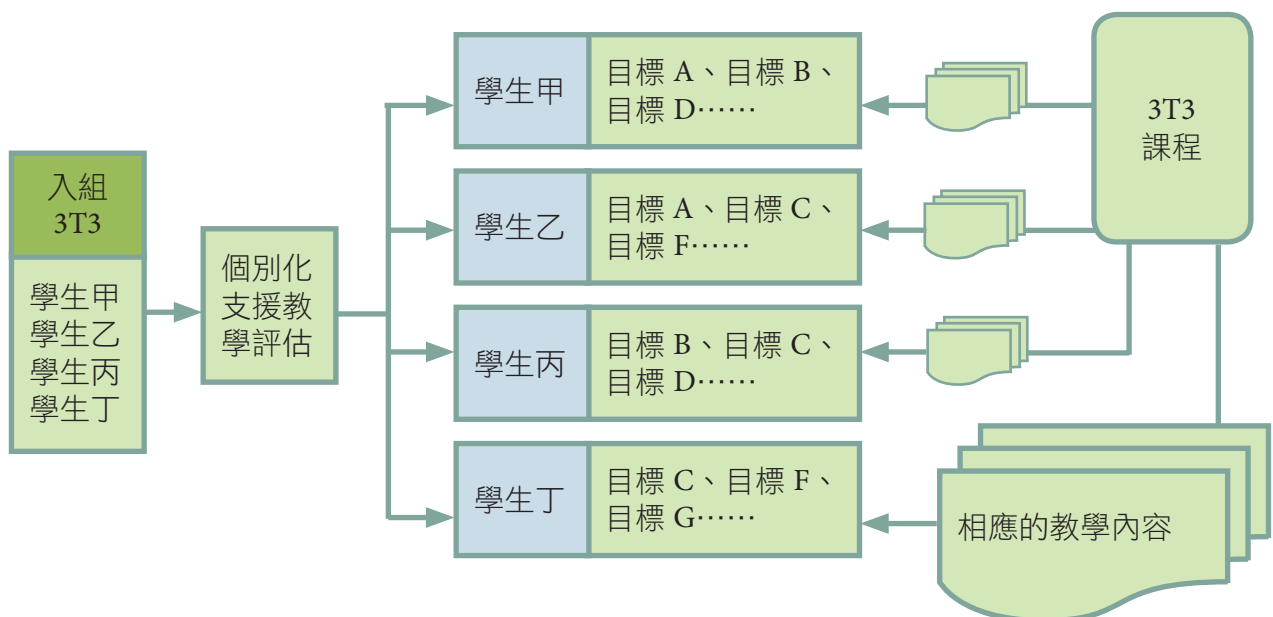 入組
3T3
學生甲
學生乙
學生丙
學生丁
個別化
支援教
學評估
學生甲
目標 A、目標 B、
目標 D……
學生乙
目標 A、目標 C、
目標 F……
學生丙
目標 B、目標 C、
目標 D……
學生丁
目標 C、目標 F、
目標 G……
3T3
課程
相應的教學內容